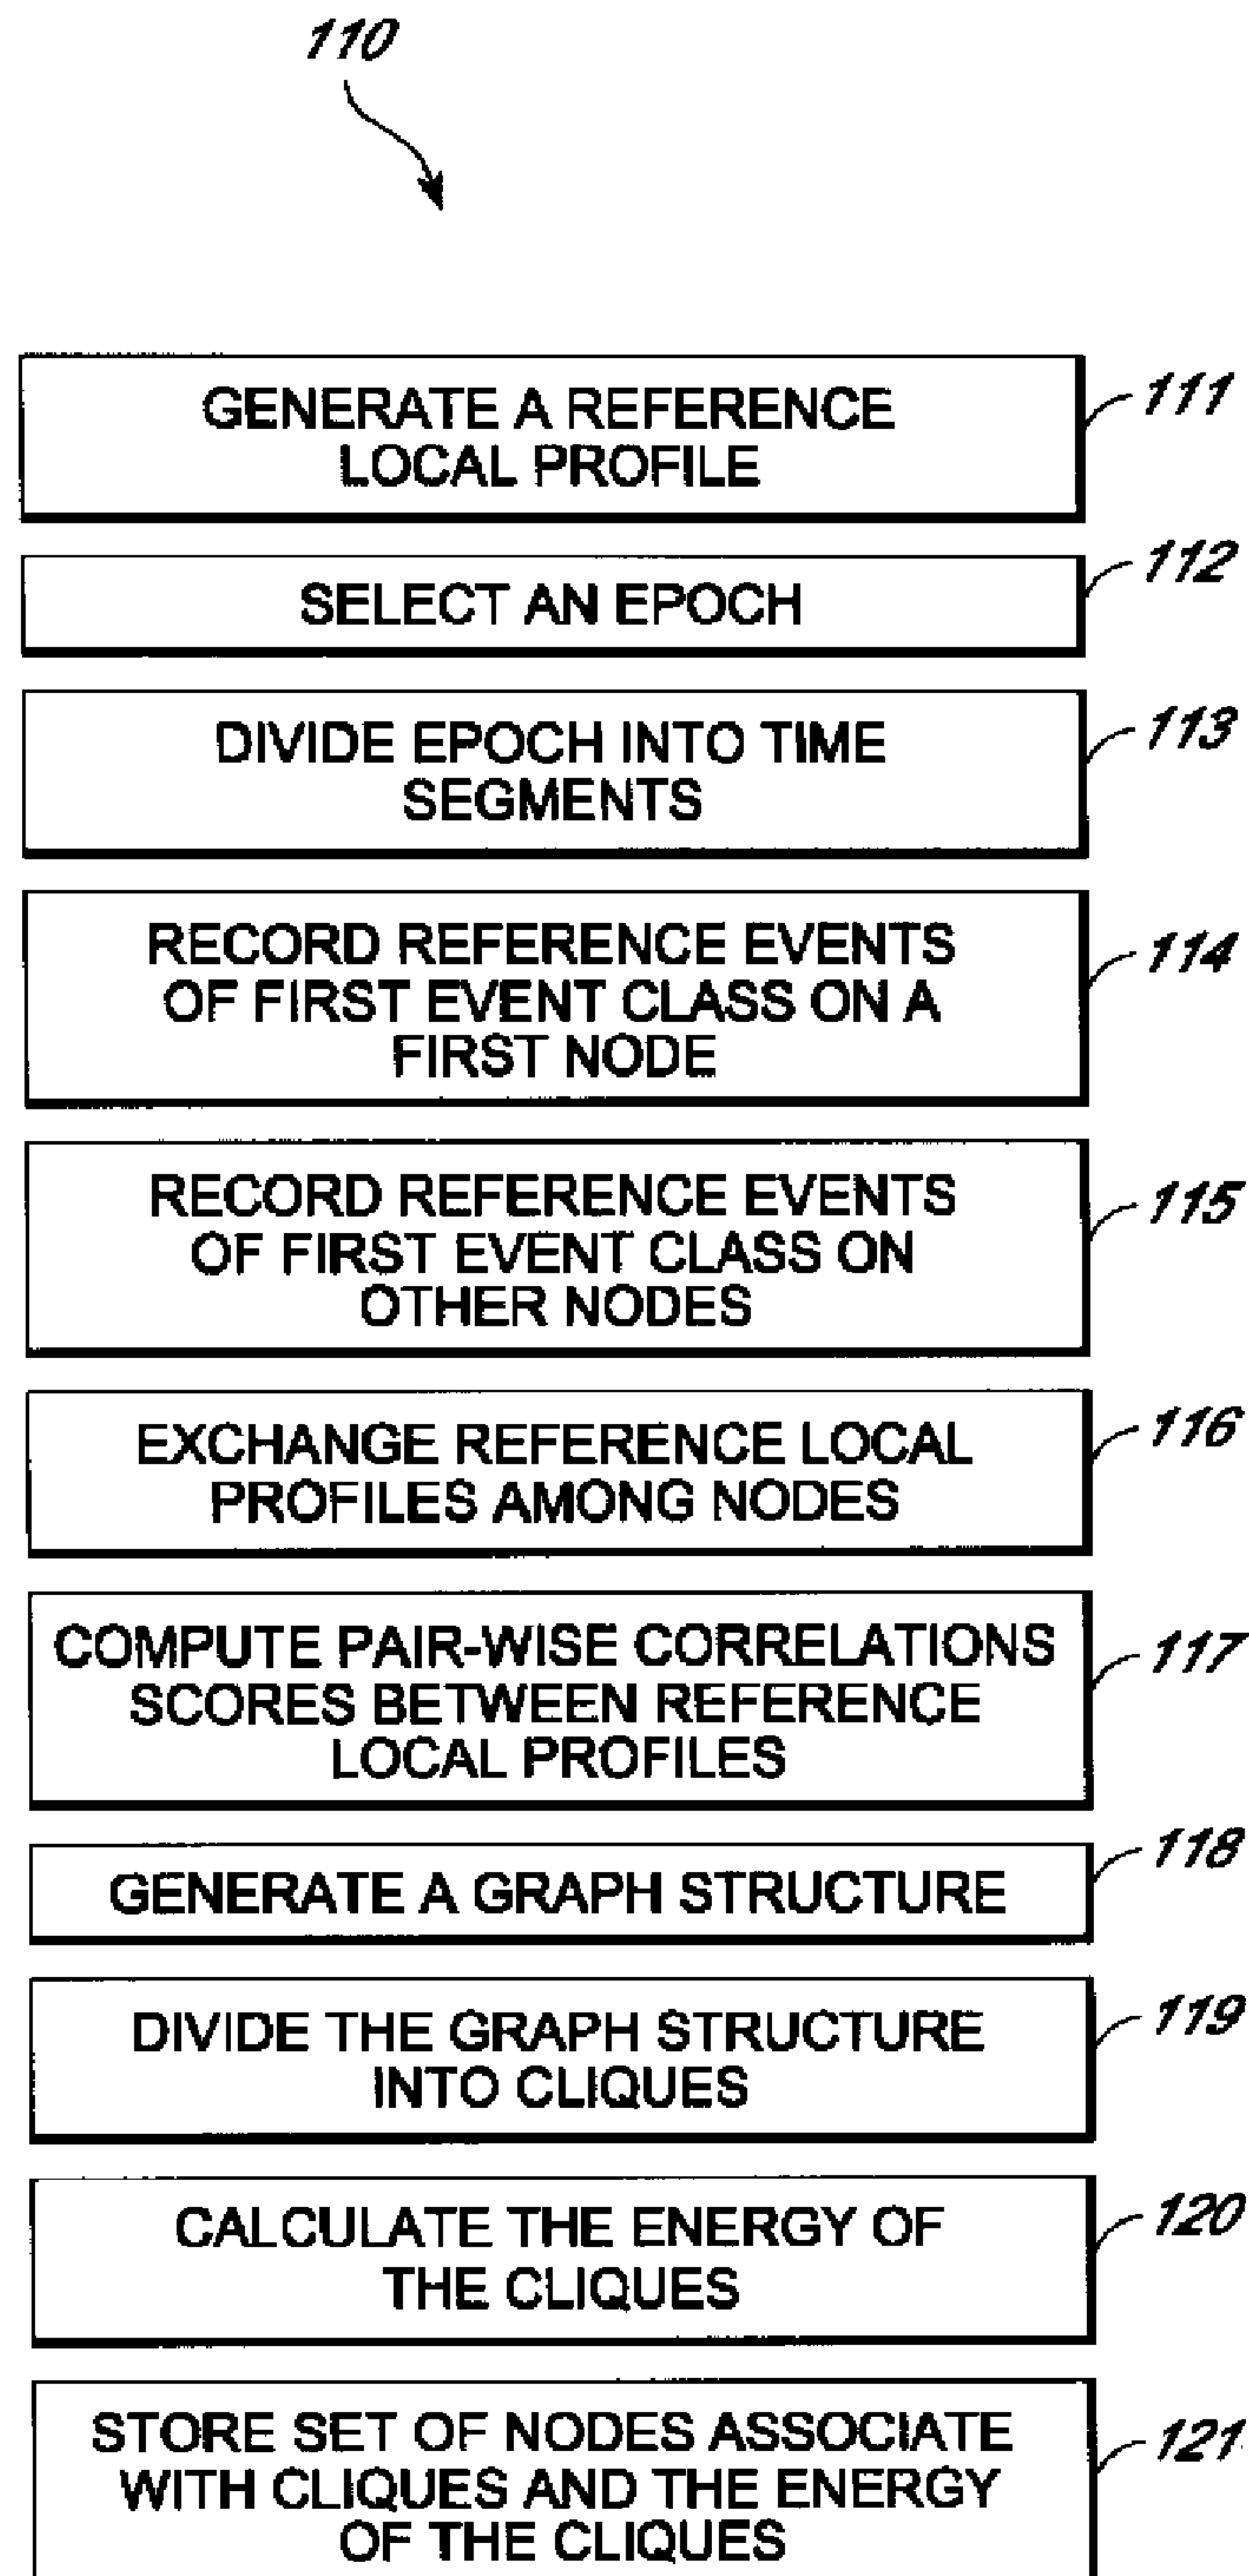 110
GENERATE A REFERENCE
LOCAL PROFILE
111
SELECT AN EPOCH
112
DIVIDE EPOCH INTO TIME
SEGMENTS
113
RECORD REFERENCE EVENTS
OF FIRST EVENT CLASS ON A
FIRST NODE
114
RECORD REFERENCE EVENTS
OF FIRST EVENT CLASS ON
OTHER NODES
115
EXCHANGE REFERENCE LOCAL
PROFILES AMONG NODES
116
COMPUTE PAIR-WISE CORRELATIONS
SCORES BETWEEN REFERENCE
LOCAL PROFILES
117
GENERATE A GRAPH STRUCTURE
118
DIVIDE THE GRAPH STRUCTURE
INTO CLIQUES
119
CALCULATE THE ENERGY OF
THE CLIQUES
120
STORE SET OF NODES ASSOCIATE
WITH CLIQUES AND THE ENERGY
OF THE CLIQUES
121